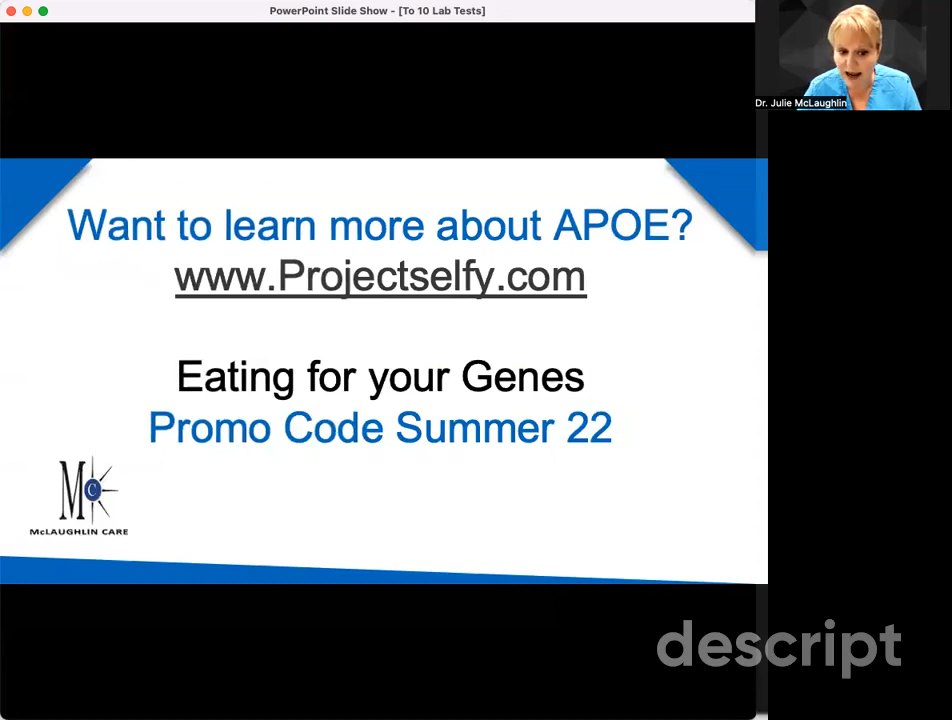 PowerPoint Slide Show - [To 10 Lab Tests]
Dr. Julie McLaughlin
Want to learn more about APOE?
www.Projectselfy.com
Eating for your Genes
Promo Code Summer 22
M
C
McLAUGHLIN CARE
descript